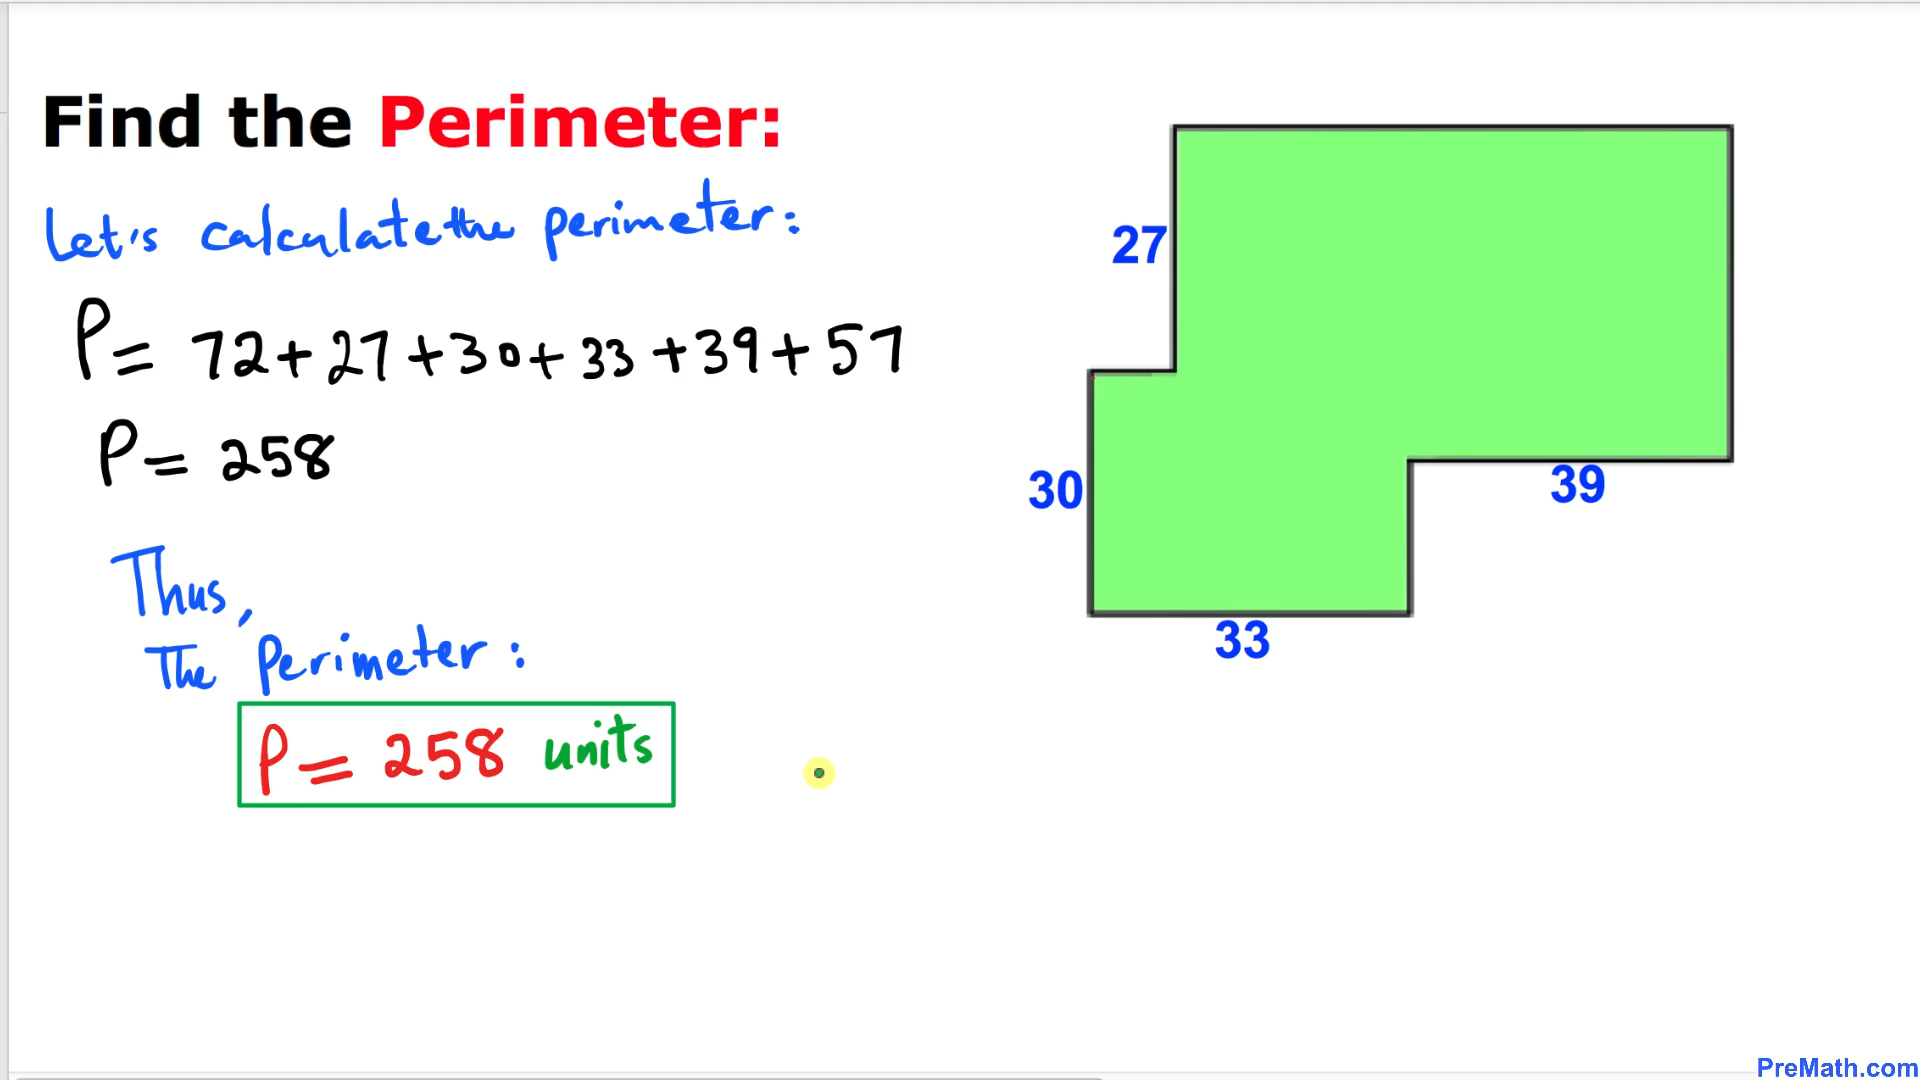 Find the Perimeter:
Let's calculate the perimeter:
P = 72+27+30+33+39+57
P = 258
Thus,
The Perimeter:
P = 258 units
27
30
39
33
PreMath.com